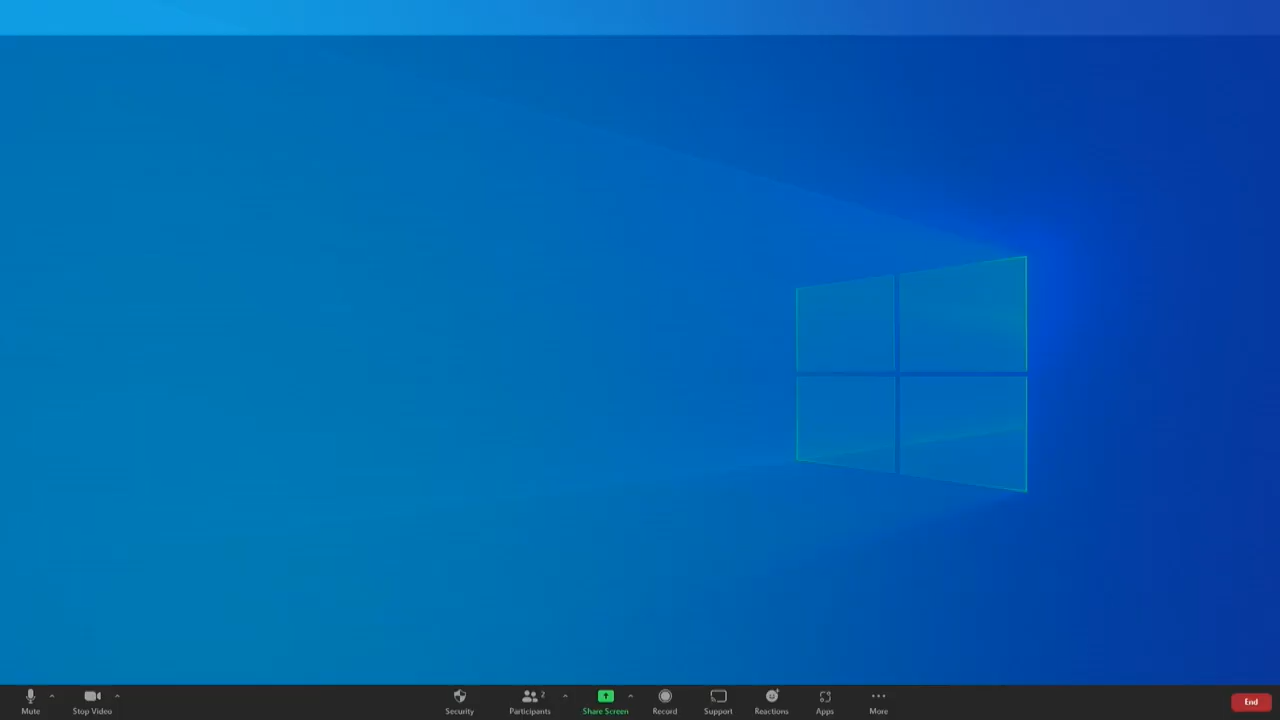 Mute
Stop Video
Security
Participants
2
Share Screen
Record
Support
Reactions
Apps
More
End